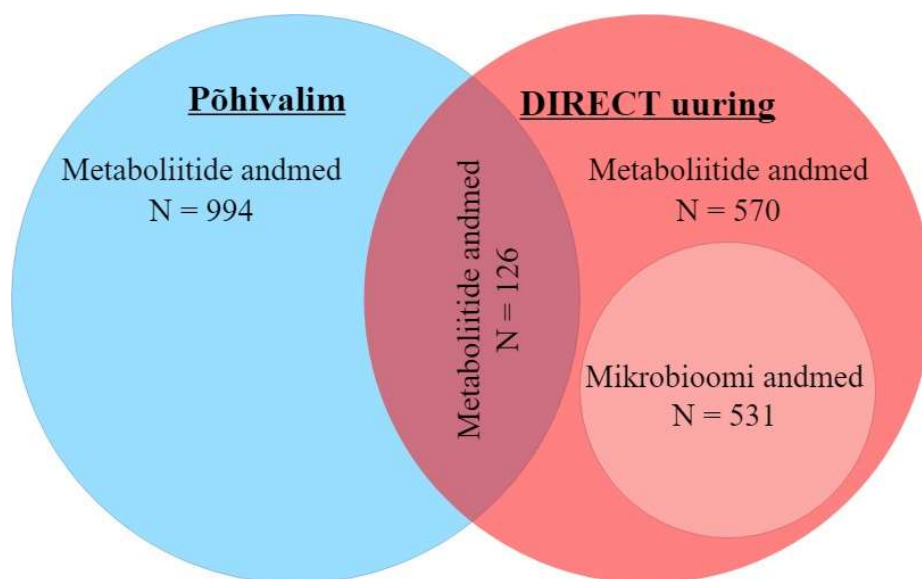 Põhivalim
Metaboliitide andmed
N = 994
Metaboliitide andmed
N = 126
DIRECT uuring
Metaboliitide andmed
N = 570
Mikrobioomi andmed
N = 531